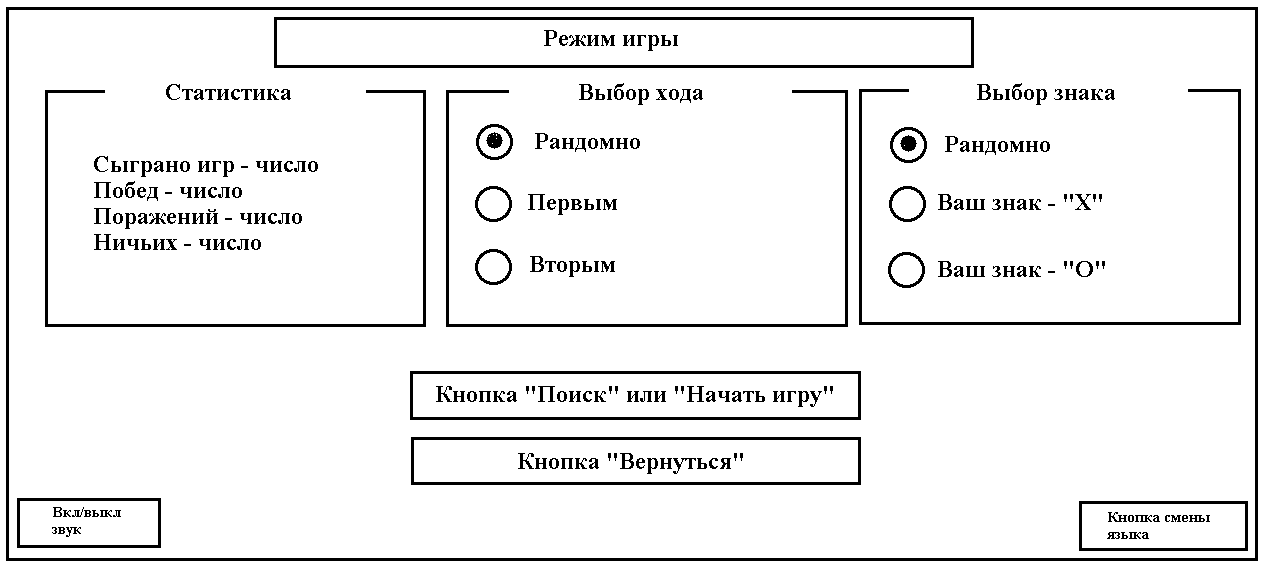 Режим игры
Статистика
Сыграно игр - число
Побед - число
Поражений - число
Ничьих - число
Выбор хода
Рандомно
Первым
Вторым
Выбор знака
Рандомно
Ваш знак - "X"
Ваш знак - "O"
Кнопка "Поиск" или "Начать игру"
Кнопка "Вернуться"
Вкл/выкл
звук
Кнопка смены
языка